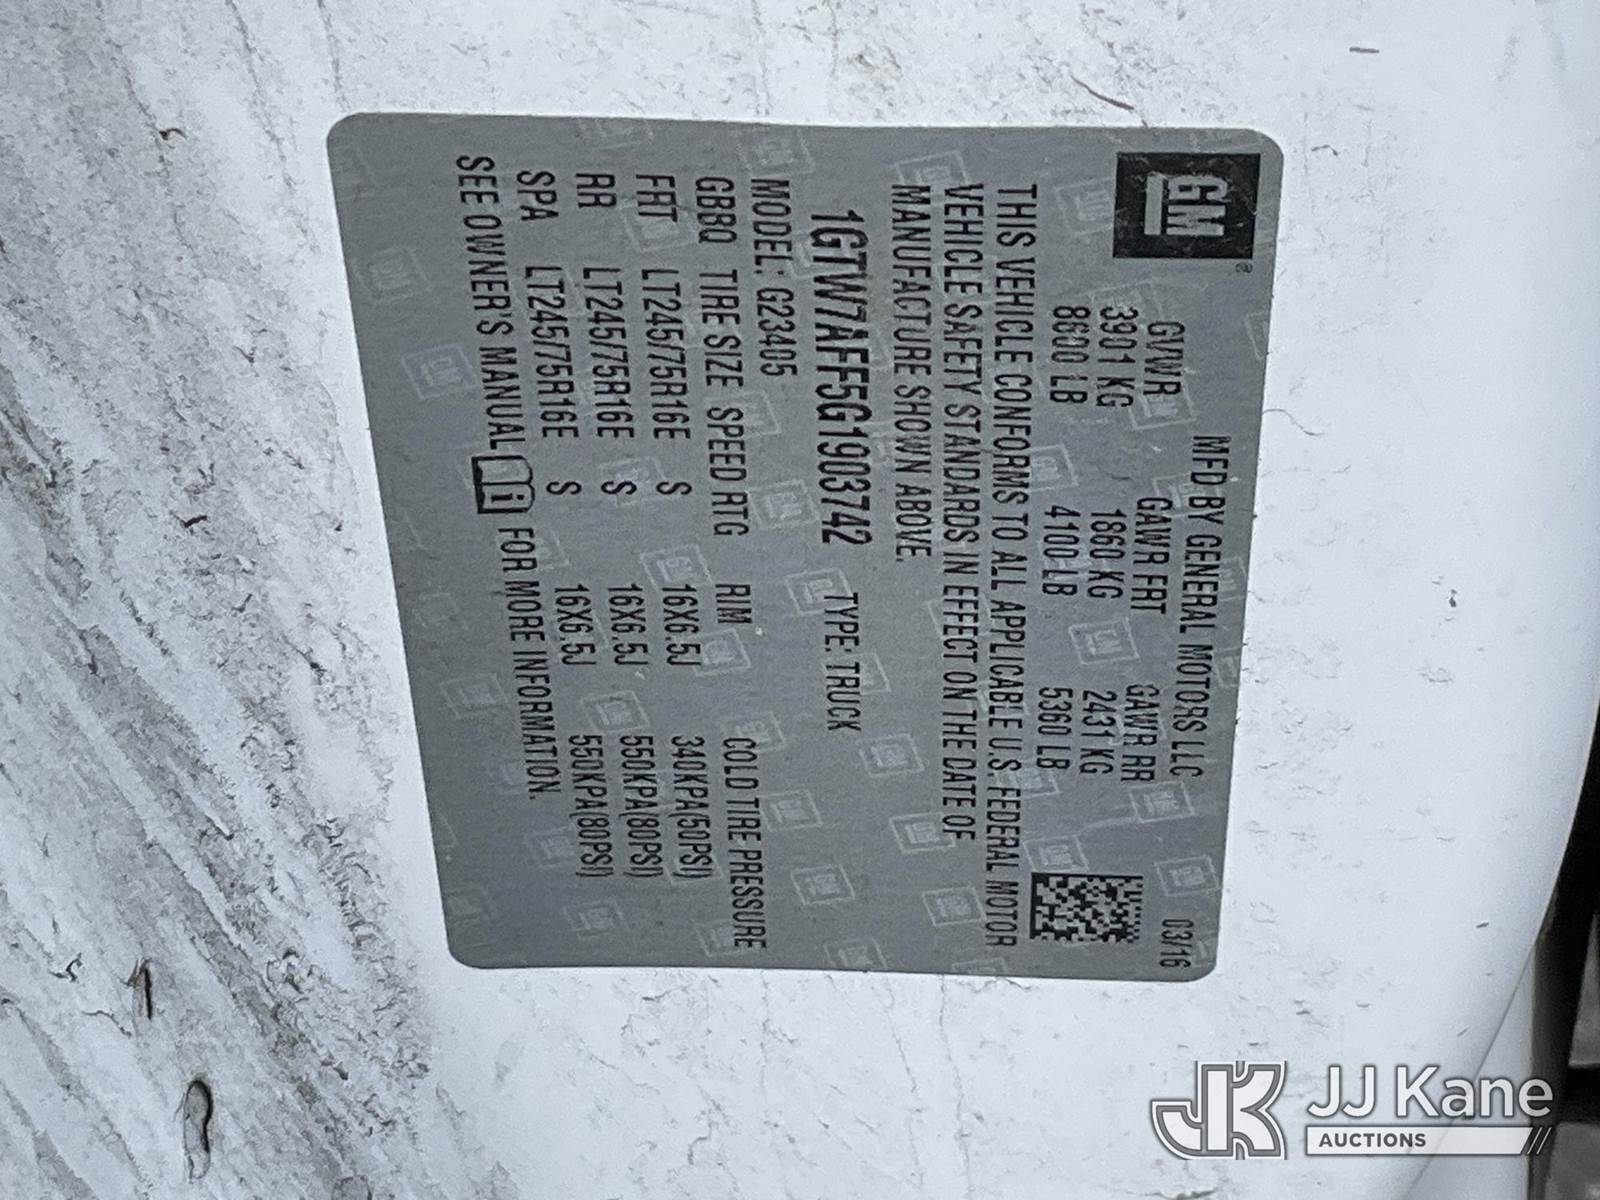 GM®
MFD BY GENERAL MOTORS LLC 03/16
GVWR GAWR FRT GAWR RR
3901 KG 1860 KG 2431 KG
8600 LB 4100 LB 5360 LB
THIS VEHICLE CONFORMS TO ALL APPLICABLE U.S. FEDERAL MOTOR
VEHICLE SAFETY STANDARDS IN EFFECT ON THE DATE OF
MANUFACTURE SHOWN ABOVE.
1GTW7AFF5G1903742 TYPE: TRUCK
MODEL: G23405
GBBQ TIRE SIZE SPEED RTG RIM COLD TIRE PRESSURE
FRT LT245/75R16E S 16X6.5J 340KPA(50PSI)
RR LT245/75R16E S 16X6.5J 550KPA(80PSI)
SPA LT245/75R16E S 16X6.5J 550KPA(80PSI)
SEE OWNER'S MANUAL FOR MORE INFORMATION.
JK JJ Kane
AUCTIONS